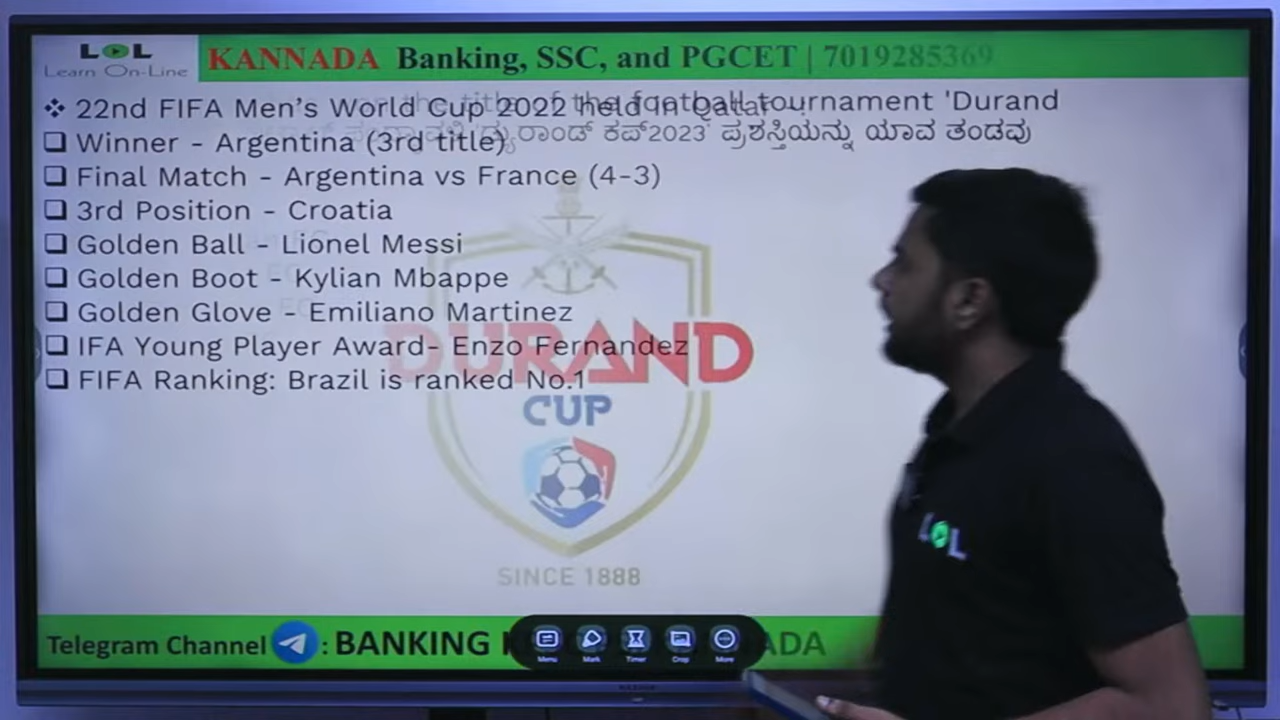 LOL
Learn On-Line
KANNADA Banking, SSC, and PGCET | 7019285369
❖ 22nd FIFA Men's World Cup 2022 held in Qatar
the title of the football tournament 'Durand
ರಾಂಡ್ ಕಪ್2023' ಪ್ರಶಸ್ತಿಯನ್ನು ಯಾವ ತಂಡವು
❑ Winner - Argentina (3rd title)
❑ Final Match - Argentina vs France (4-3)
❑ 3rd Position - Croatia
❑ Golden Ball - Lionel Messi
❑ Golden Boot - Kylian Mbappe
❑ Golden Glove - Emiliano Martinez
❑ IFA Young Player Award- Enzo Fernandez
❑ FIFA Ranking: Brazil is ranked No.1
DURAND
CUP
SINCE 1888
LOL
Telegram Channel : BANKING K ADA
Menu Mark Timer Crop More